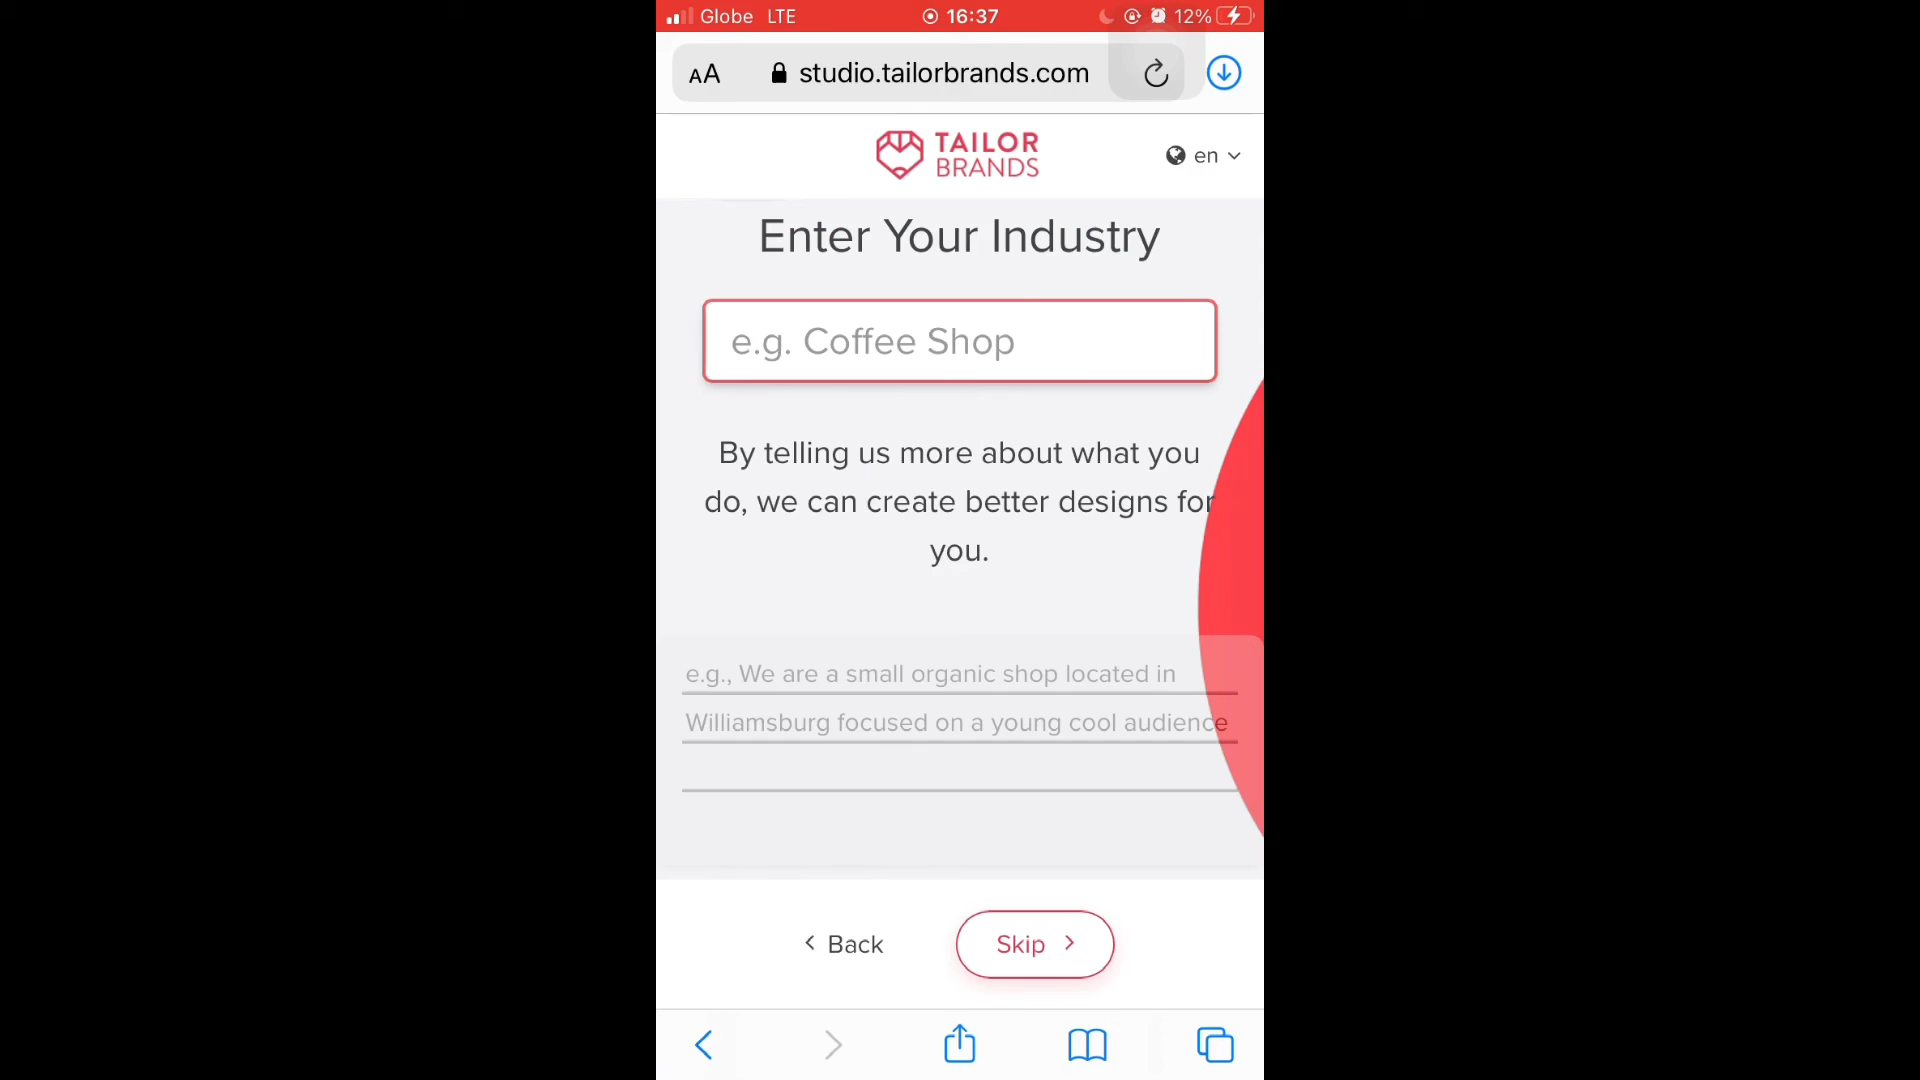 Globe LTE 16:37 12%
AA studio.tailorbrands.com
TAILOR
BRANDS
en
Enter Your Industry
e.g. Coffee Shop
By telling us more about what you
do, we can create better designs for
you.
e.g., We are a small organic shop located in
Williamsburg focused on a young cool audience
Back
Skip